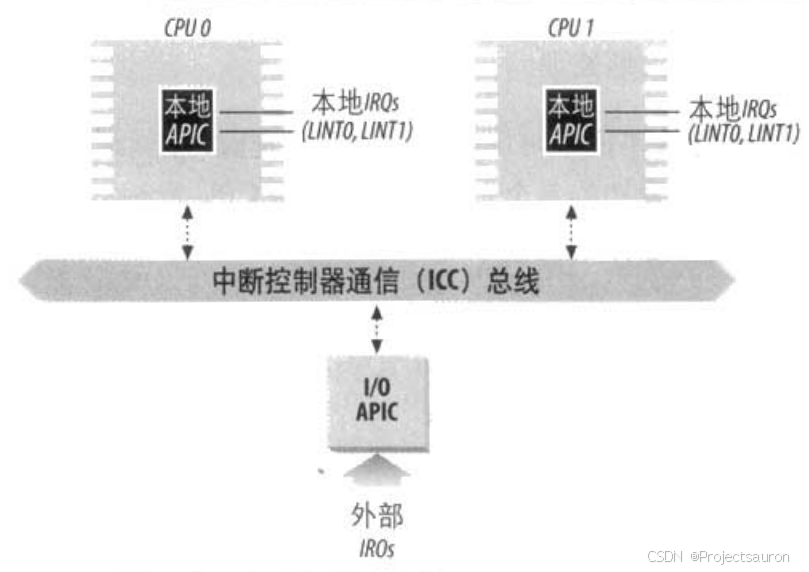 CPU 0
CPU 1
本地
APIC
本地IRQs
(LINT0, LINT1)
本地
APIC
本地IRQs
(LINT0, LINT1)
中断控制器通信（ICC）总线
I/O
APIC
外部
IRQs
CSDN @Projectsauron